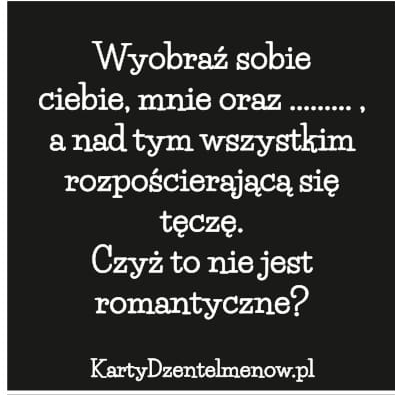 Wyobraź sobie
ciebie, mnie oraz ......... ,
a nad tym wszystkim
rozpościerającą się
tęczę.
Czyż to nie jest
romantyczne?
KartyDzentelmenow.pl